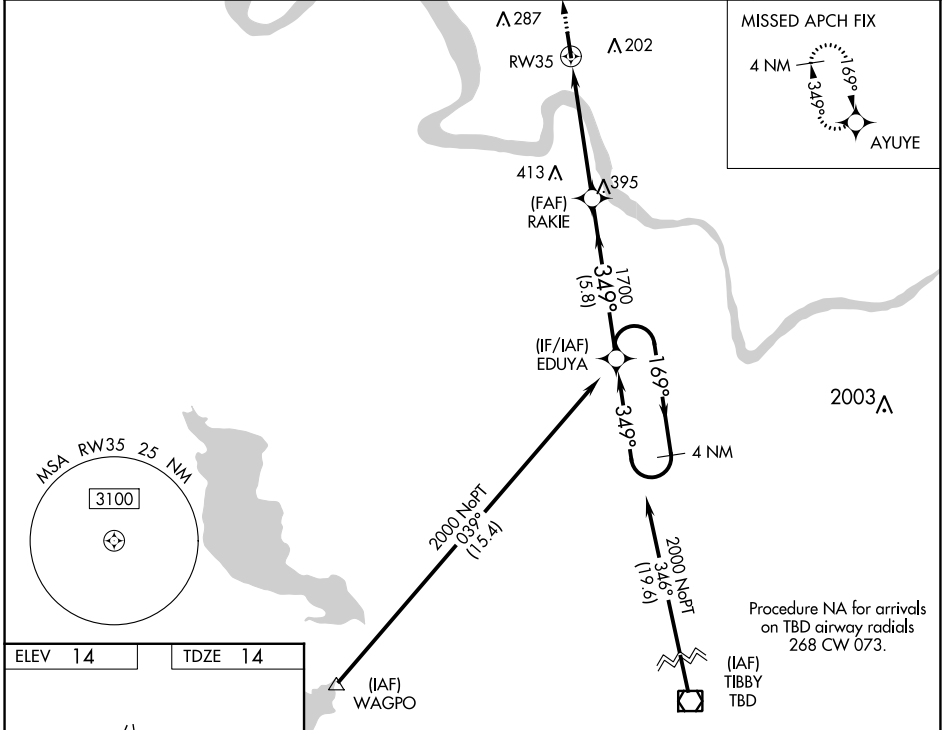 287
202
RW35
MISSED APCH FIX
4 NM
169°
349°
AYUYE
413
395
(FAF)
RAKIE
1700
349°
(5.8)
(IF/IAF)
EDUYA
169°
349°
4 NM
2003
MSA RW35 25 NM
3100
2000 NoPT
039°
(15.4)
2000 NoPT
346°
(19.6)
Procedure NA for arrivals
on TBD airway radials
268 CW 073.
ELEV 14
TDZE 14
(IAF)
WAGPO
(IAF)
TIBBY
TBD